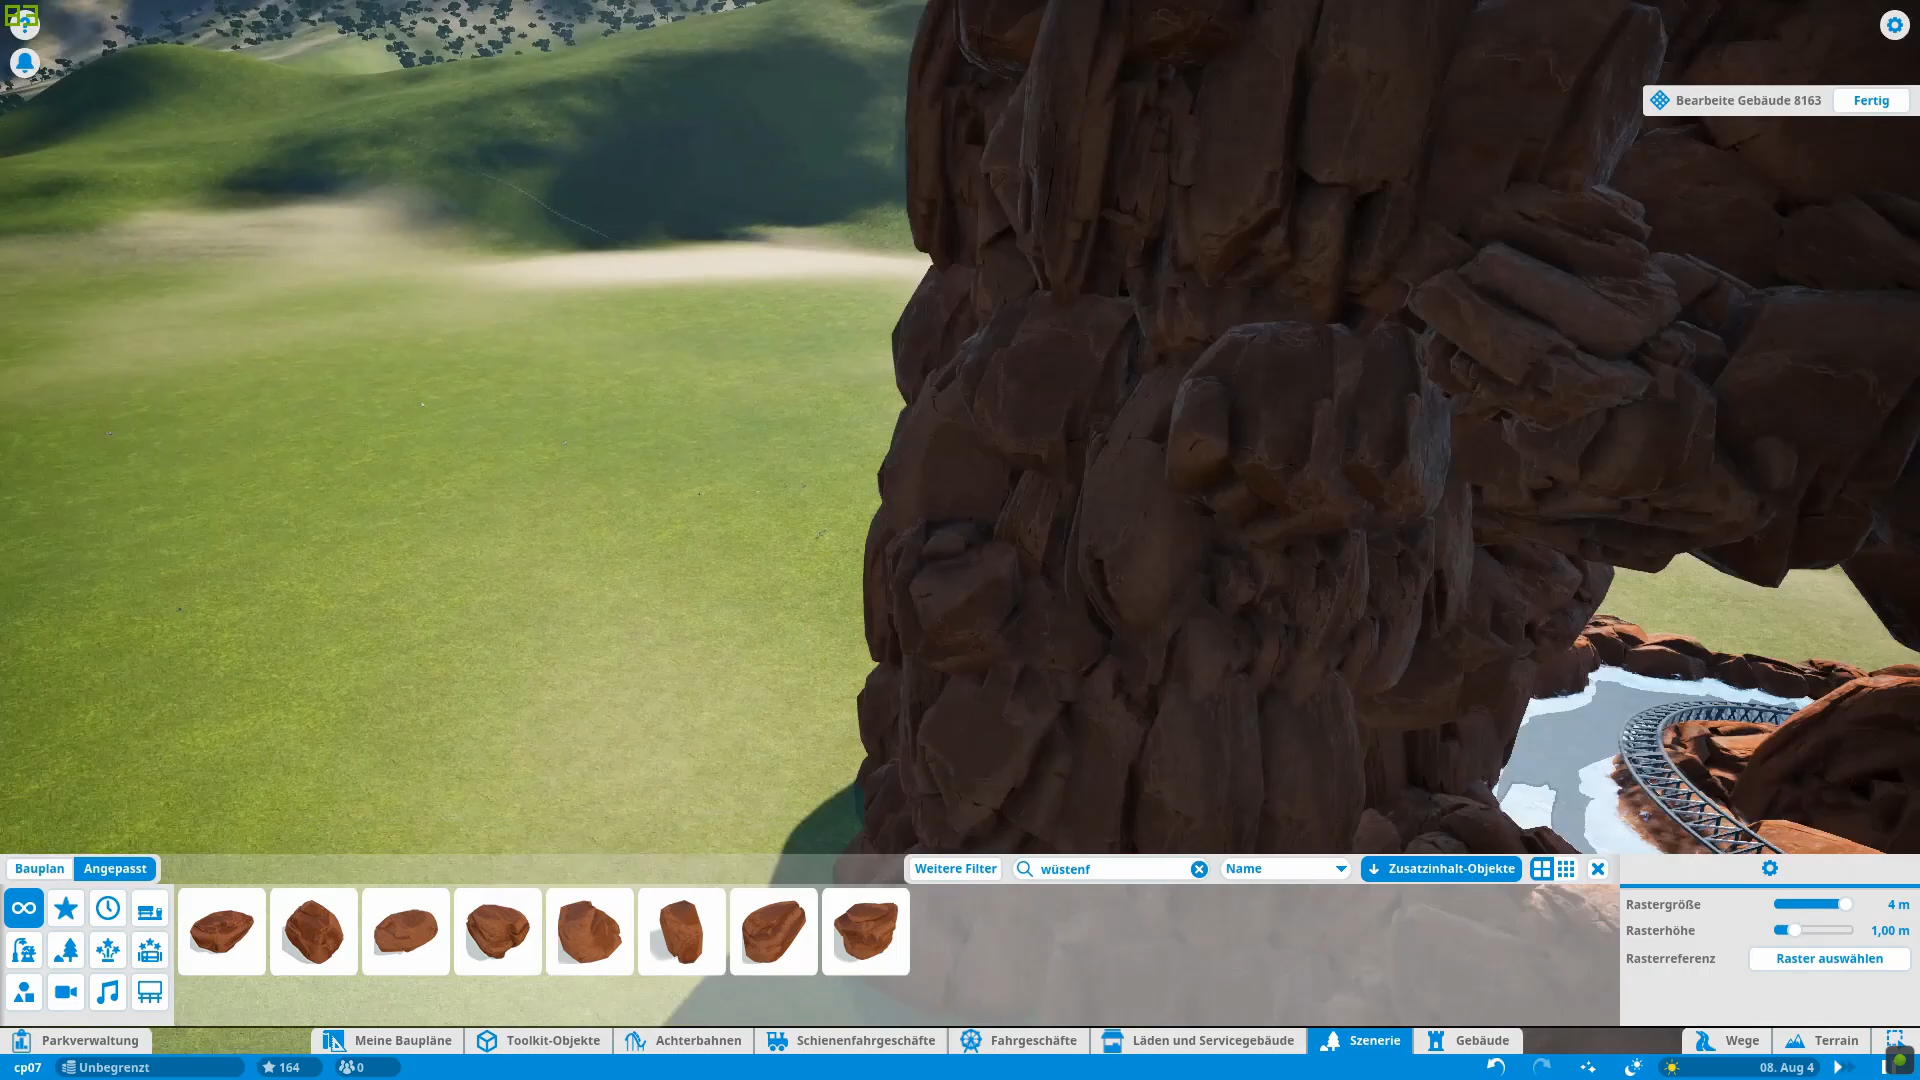 83
Bearbeite Gebäude 8163
Fertig
Bauplan
Angepasst
Weitere Filter
wüstenf
Name
Zusatzinhalt-Objekte
Rastergröße
4 m
Rasterhöhe
1,00 m
Rasterreferenz
Raster auswählen
Parkverwaltung
Meine Baupläne
Toolkit-Objekte
Achterbahnen
Schienenfahrgeschäfte
Fahrgeschäfte
Läden und Servicegebäude
Szenerie
Gebäude
Wege
Terrain
cp07
Unbegrenzt
164
0
08. Aug 4